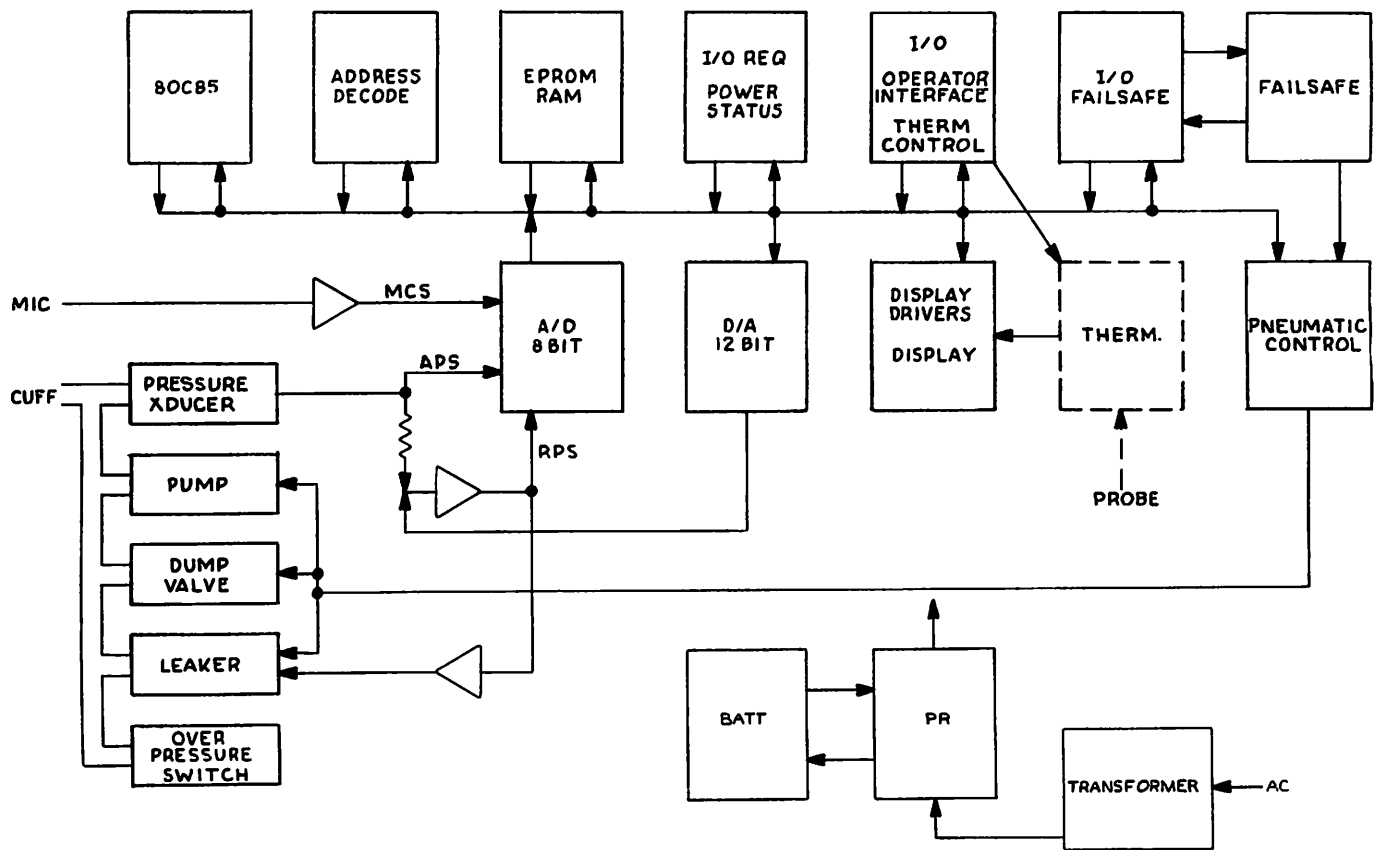 80C85
ADDRESS
DECODE
EPROM
RAM
I/O REQ
POWER
STATUS
I/O
OPERATOR
INTERFACE
THERM
CONTROL
I/O
FAILSAFE
FAILSAFE
MIC
MCS
A/D
8 BIT
D/A
12 BIT
DISPLAY
DRIVERS
DISPLAY
THERM.
PNEUMATIC
CONTROL
APS
CUFF
PRESSURE
XDUCER
RPS
PUMP
PROBE
DUMP
VALVE
LEAKER
BATT
PR
OVER
PRESSURE
SWITCH
TRANSFORMER
AC